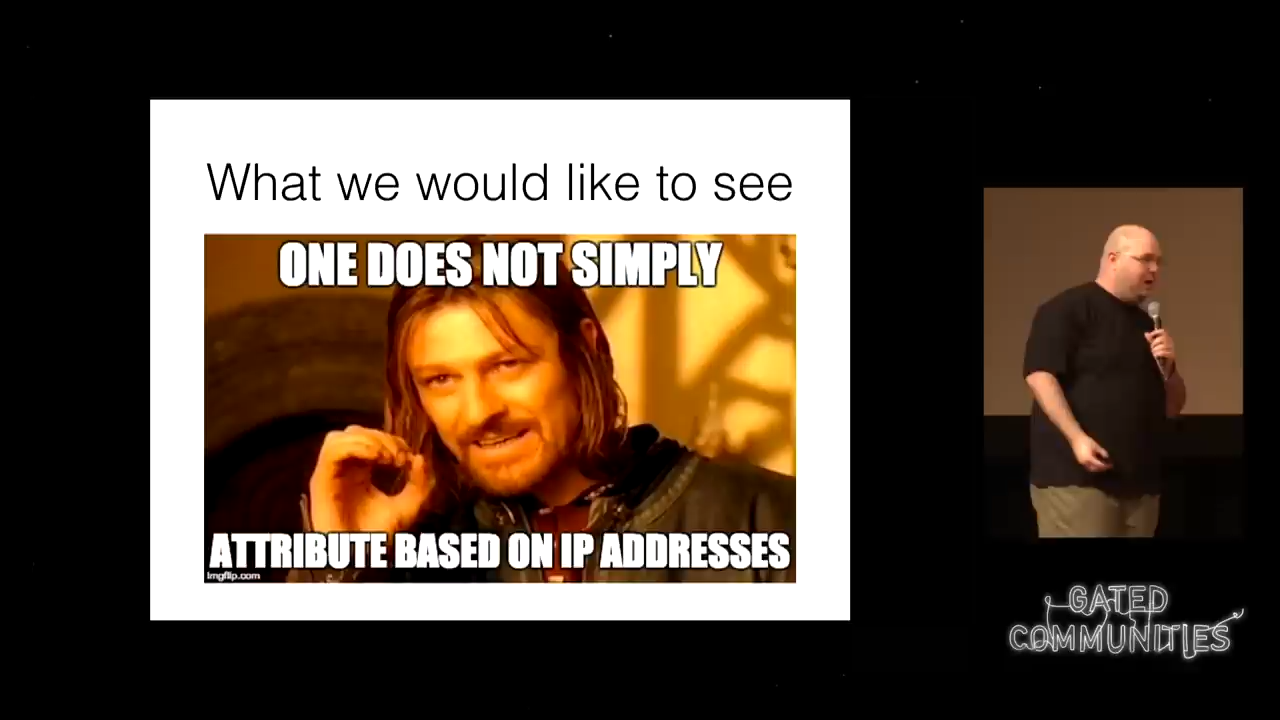 What we would like to see
ONE DOES NOT SIMPLY
ATTRIBUTE BASED ON IP ADDRESSES
imgflip.com
GATED
COMMUNITIES